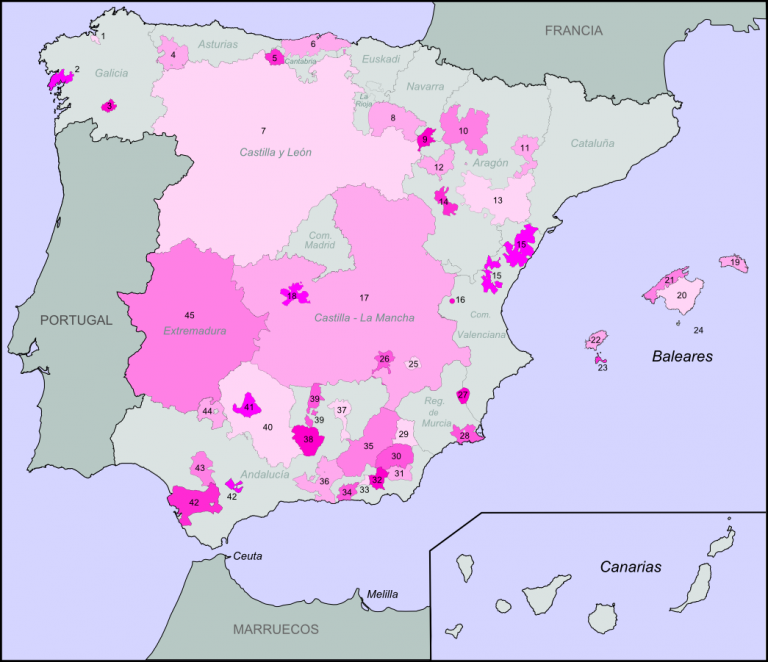 FRANCIA
1
Asturias
6
4
5
Cantabria
Euskadi
2
Galicia
Navarra
3
La
Rioja
8
7
9
10
Cataluña
11
Castilla y León
12
Aragón
13
14
Com.
Madrid
15
15
19
21
18
17
16
20
45
PORTUGAL
Castilla - La Mancha
Com.
Valenciana
24
Extremadura
22
Baleares
26
25
23
27
39
Reg.
de
Murcia
44
41
37
39
40
29
28
38
35
30
43
Andalucía
31
36
32
42
42
34
33
Ceuta
Canarias
Melilla
MARRUECOS